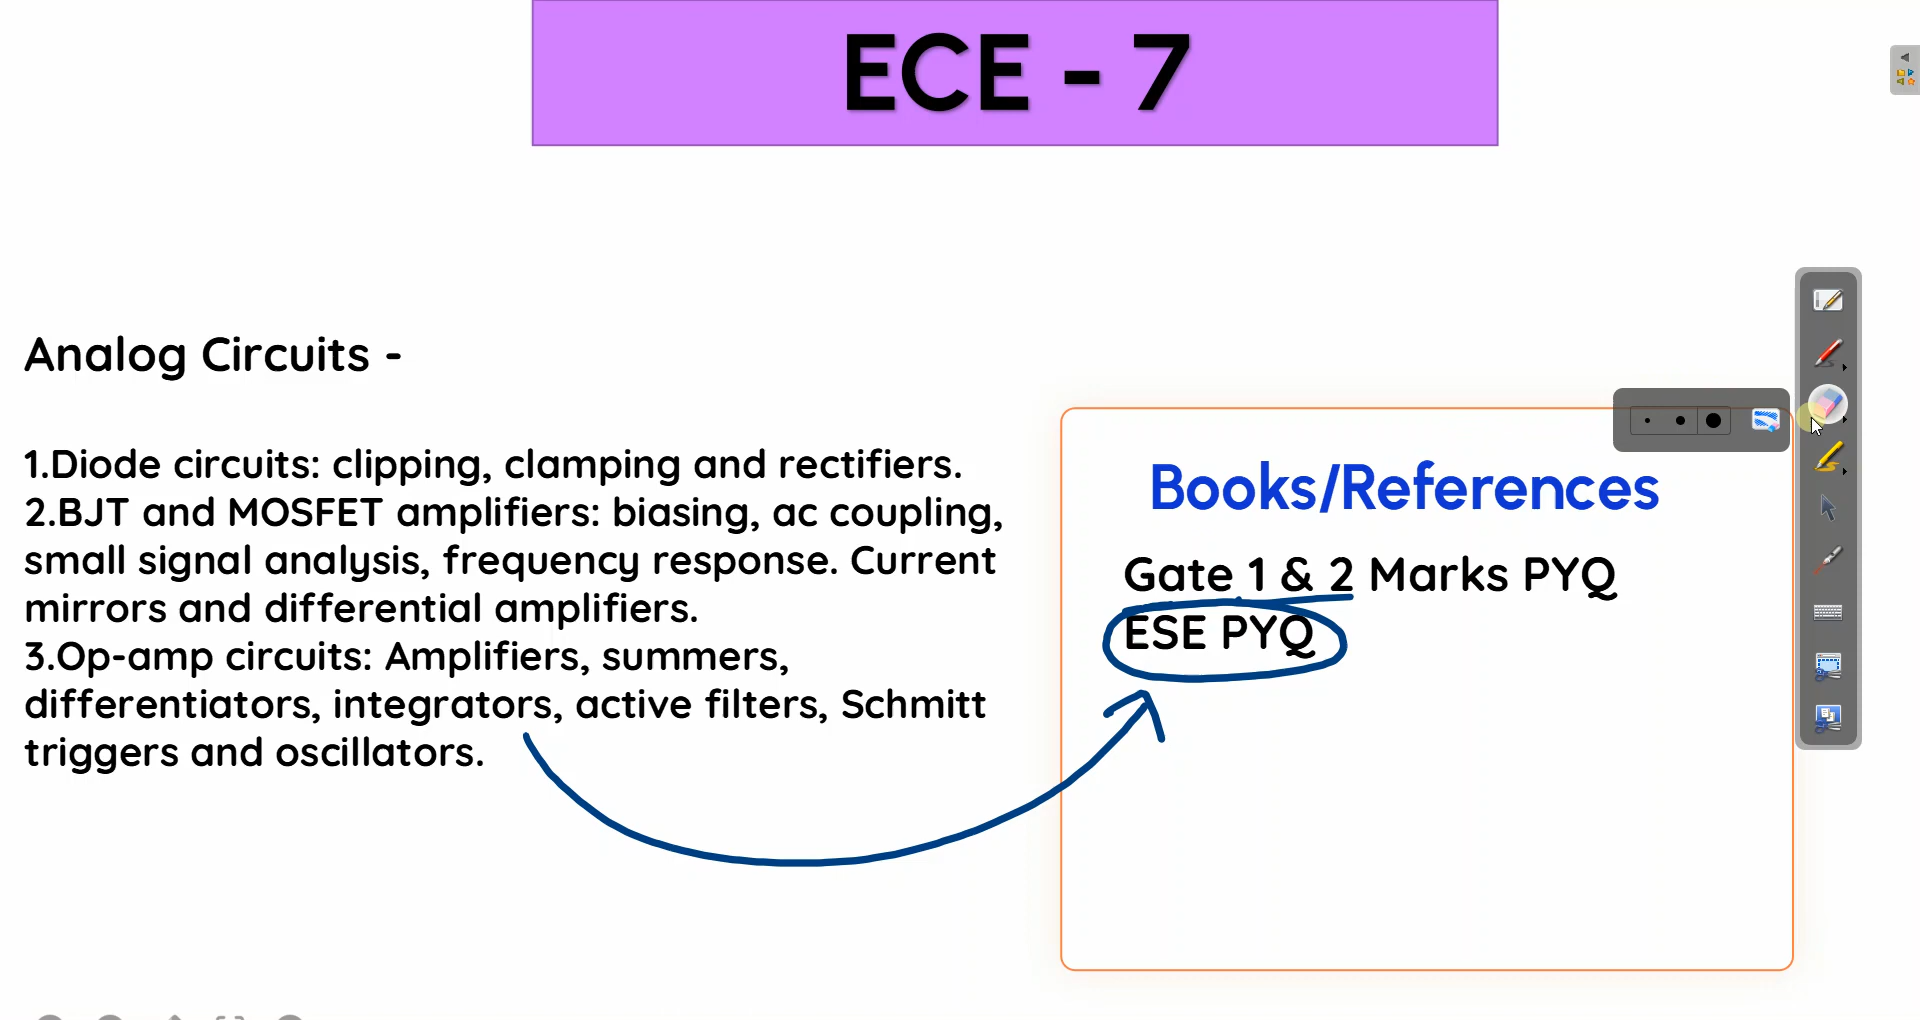 ECE - 7
Analog Circuits -
1.Diode circuits: clipping, clamping and rectifiers.
2.BJT and MOSFET amplifiers: biasing, ac coupling,
small signal analysis, frequency response. Current
mirrors and differential amplifiers.
3.Op-amp circuits: Amplifiers, summers,
differentiators, integrators, active filters, Schmitt
triggers and oscillators.
Books/References
Gate 1 & 2 Marks PYQ
ESE PYQ